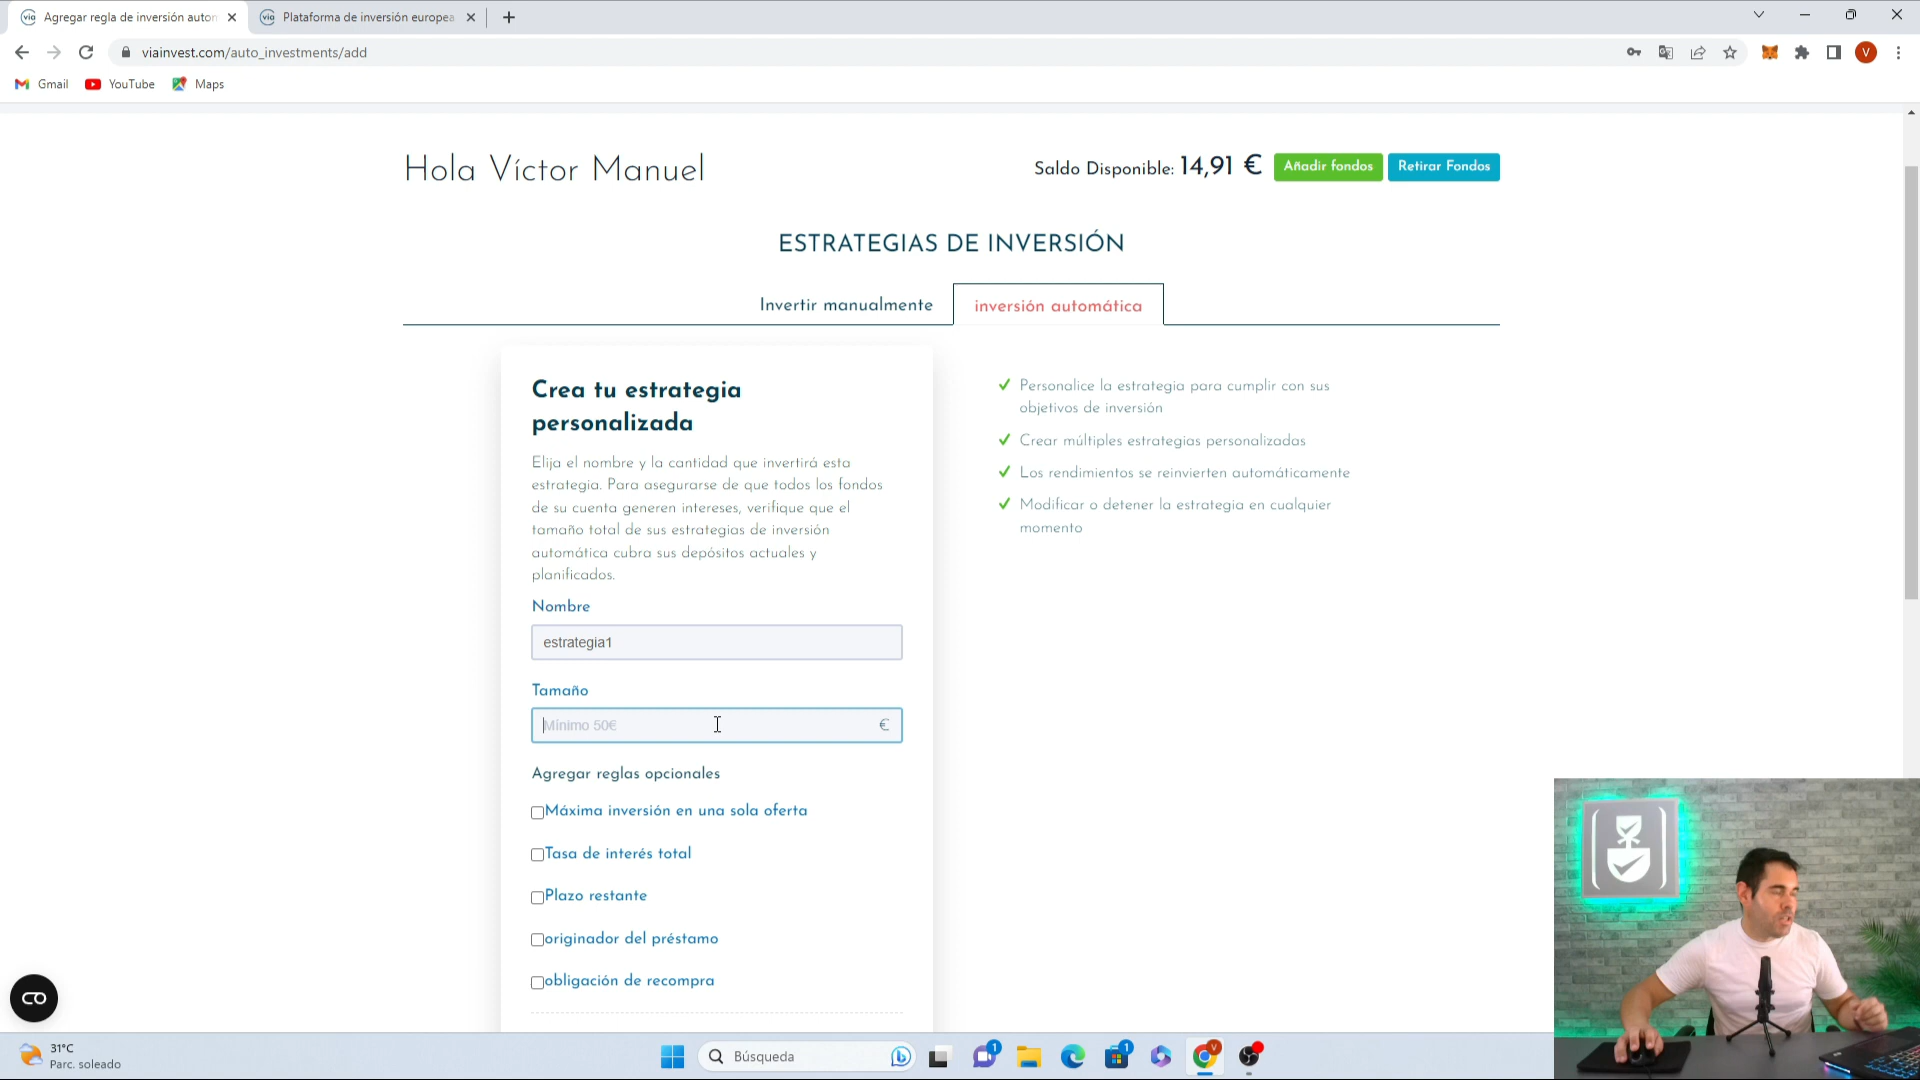 via
Agregar regla de inversión auton
via
Plataforma de inversión europea
viainvest.com/auto_investments/add
V
Gmail
YouTube
Maps
Hola Víctor Manuel
Saldo Disponible: 14,91 €
Añadir fondos
Retirar Fondos
ESTRATEGIAS DE INVERSIÓN
Invertir manualmente
inversión automática
Crea tu estrategia
personalizada
Elija el nombre y la cantidad que invertirá esta
estrategia. Para asegurarse de que todos los fondos
de su cuenta generen intereses, verifique que el
tamaño total de sus estrategias de inversión
automática cubra sus depósitos actuales y
planificados.
Nombre
estrategia1
Tamaño
Mínimo 50€
€
Agregar reglas opcionales
Máxima inversión en una sola oferta
Tasa de interés total
Plazo restante
originador del préstamo
obligación de recompra
Personalice la estrategia para cumplir con sus
objetivos de inversión
Crear múltiples estrategias personalizadas
Los rendimientos se reinvierten automáticamente
Modificar o detener la estrategia en cualquier
momento
31°C
Parc. soleado
Búsqueda
1
1
V